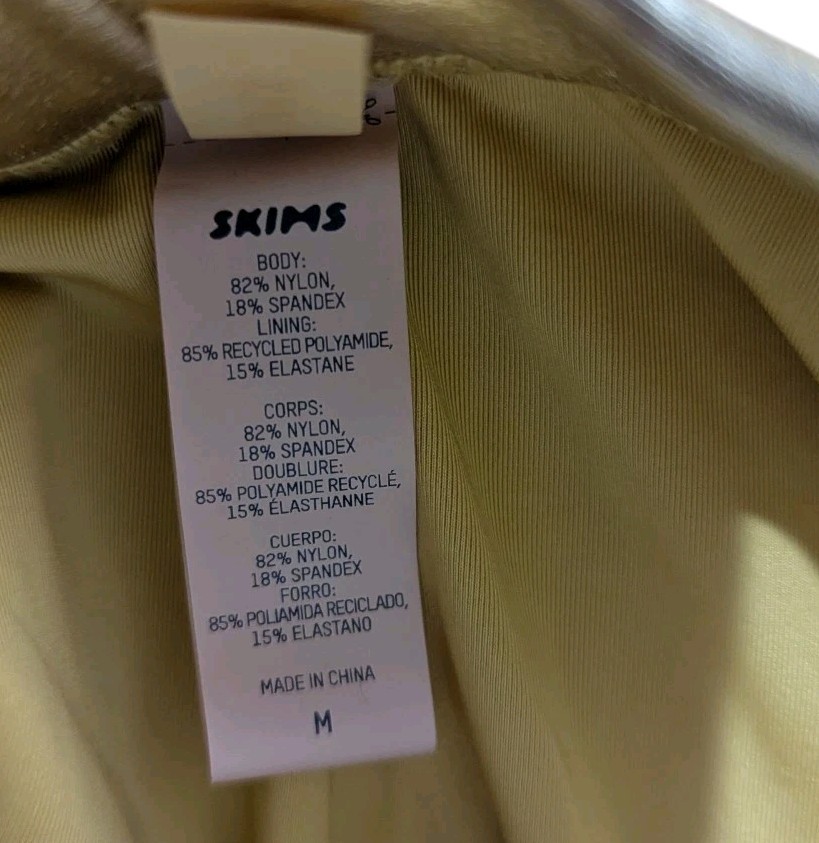 SKIMS
BODY:
82% NYLON,
18% SPANDEX
LINING:
85% RECYCLED POLYAMIDE,
15% ELASTANE
CORPS:
82% NYLON,
18% SPANDEX
DOUBLURE:
85% POLYAMIDE RECYCLÉ,
15% ÉLASTHANNE
CUERPO:
82% NYLON,
18% SPANDEX
FORRO:
85% POLIAMIDA RECICLADO,
15% ELASTANO
MADE IN CHINA
M